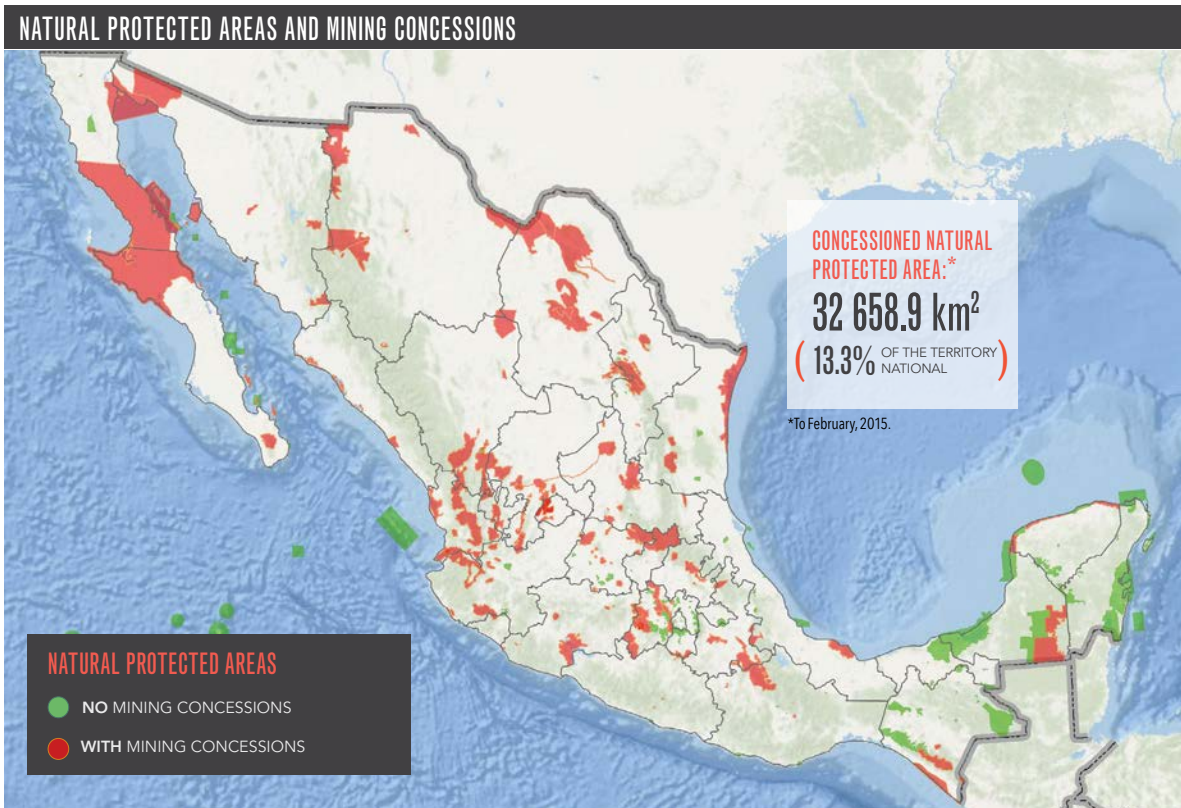 NATURAL PROTECTED AREAS AND MINING CONCESSIONS
CONCESSIONED NATURAL
PROTECTED AREA:*
32 658.9 km²
( 13.3% OF THE TERRITORY
NATIONAL )
*To February, 2015.
NATURAL PROTECTED AREAS
NO MINING CONCESSIONS
WITH MINING CONCESSIONS